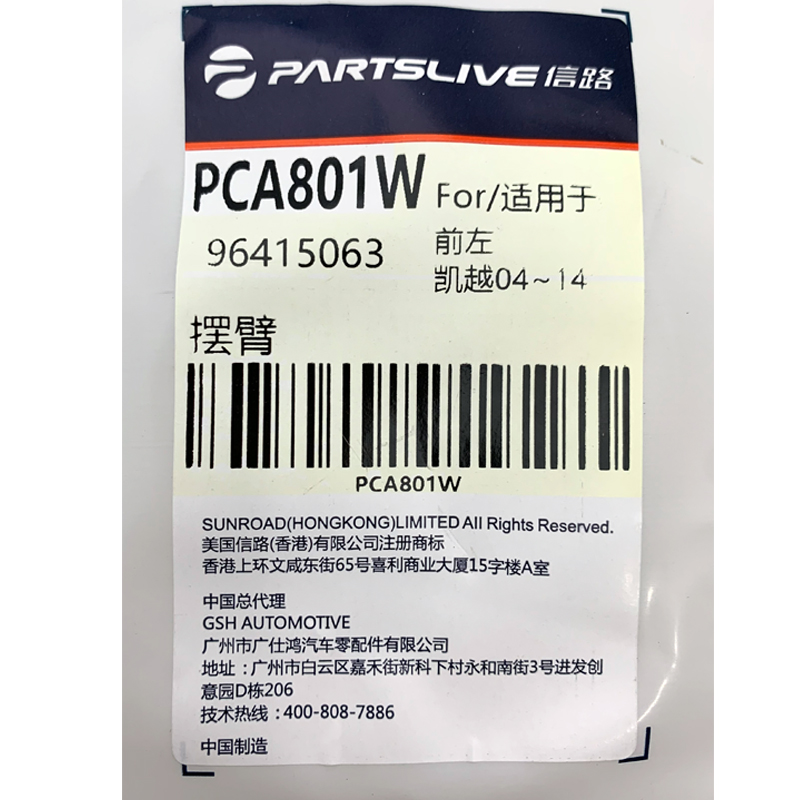 PARTSLIVE 信路
PCA801W For/适用于
96415063
前左
凯越04~14
摆臂
PCA801W
SUNROAD(HONGKONG)LIMITED All Rights Reserved.
美国信路(香港)有限公司注册商标
香港上环文咸东街65号喜利商业大厦15字楼A室
中国总代理
GSH AUTOMOTIVE
广州市广仕鸿汽车零配件有限公司
地址：广州市白云区嘉禾街新科下村永和南街3号进发创
意园D栋206
技术热线：400-808-7886
中国制造